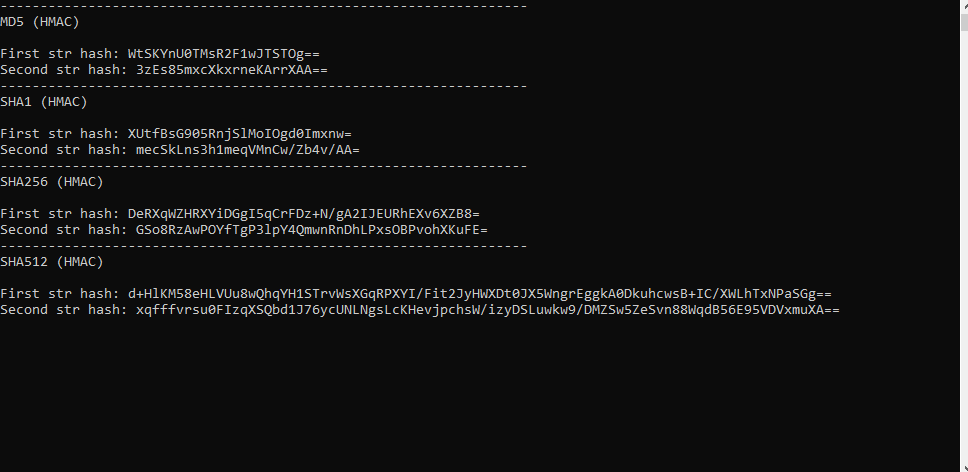 ------------------------------------------------------------------
MD5 (HMAC)
First str hash: WtSKYnU0TMsR2F1wJTSTOg==
Second str hash: 3zEs85mxcXkxrneKArrXAA==
------------------------------------------------------------------
SHA1 (HMAC)
First str hash: XUtfBsG905RnjSlMoIOgd0Imxnw=
Second str hash: mecSkLns3h1meqVMnCw/Zb4v/AA=
------------------------------------------------------------------
SHA256 (HMAC)
First str hash: DeRXqWZHRXYiDGgI5qCrFDz+N/gA2IJEURhEXv6XZB8=
Second str hash: GSo8RzAwPOYfTgP3lpY4QmwnRnDhLPxsOBPvohXKuFE=
------------------------------------------------------------------
SHA512 (HMAC)
First str hash: d+HlKM58eHLVUu8wQhqYH1STrvWsXGqRPXYI/Fit2JyHWXDt0JX5WngrEggkA0DkuhcwsB+IC/XWLhTxNPaSGg==
Second str hash: xqfffvrsu0FIzqXSQbd1J76ycUNLNgsLcKHevjpchsW/izyDSLuwkw9/DMZSw5ZeSvn88WqdB56E95VDVxmuXA==